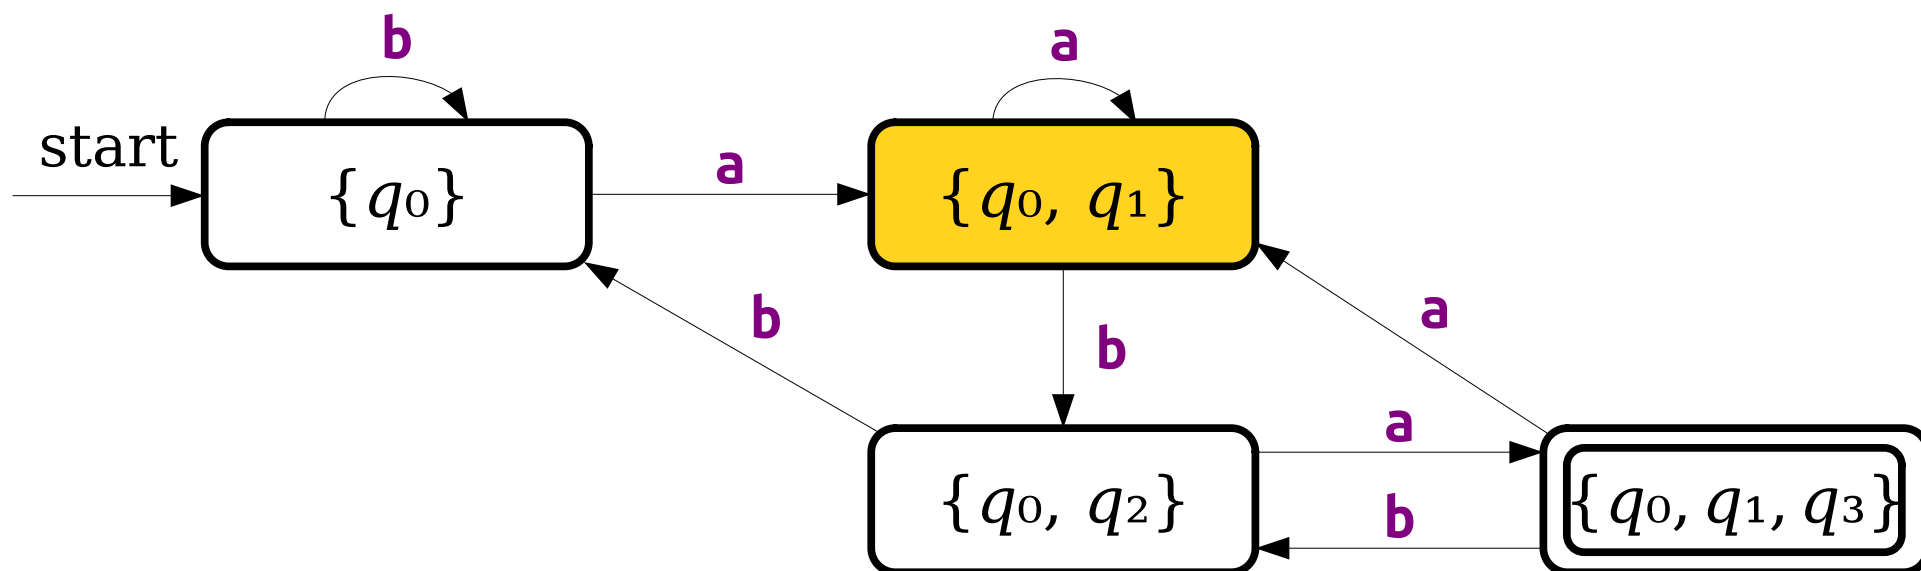 b
a
start
{q₀}
a
{q₀, q₁}
b
b
a
a
{q₀, q₂}
b
{q₀, q₁, q₃}